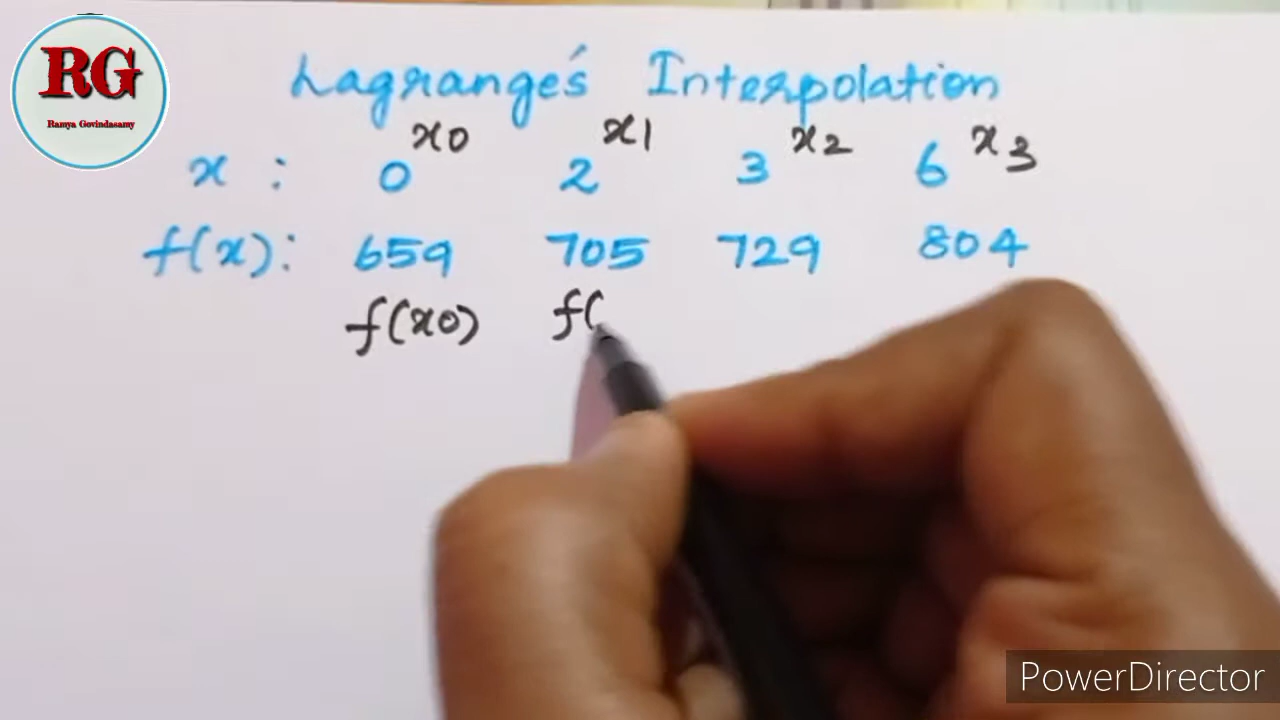 RG
Ramya Govindasamy
Lagrange's Interpolation
x0 x1 x2 x3
x : 0 2 3 6
f(x): 659 705 729 804
f(x0) f(
PowerDirector